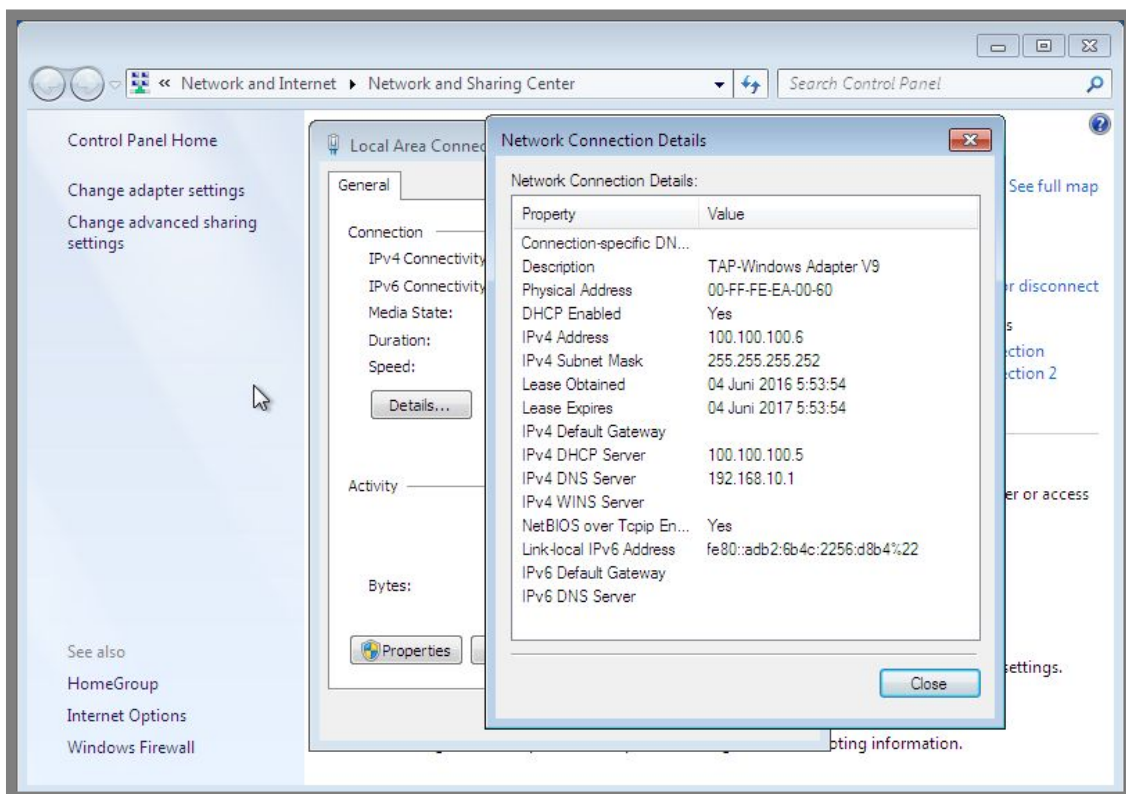 « Network and Internet ▸ Network and Sharing Center
Search Control Panel
Control Panel Home
Change adapter settings
Change advanced sharing
settings
See also
HomeGroup
Internet Options
Windows Firewall
Local Area Connec
General
Connection
IPv4 Connectivity
IPv6 Connectivity
Media State:
Duration:
Speed:
Details...
Activity
Bytes:
Properties
Network Connection Details
Network Connection Details:
Property Value
Connection-specific DN...
Description TAP-Windows Adapter V9
Physical Address 00-FF-FE-EA-00-60
DHCP Enabled Yes
IPv4 Address 100.100.100.6
IPv4 Subnet Mask 255.255.255.252
Lease Obtained 04 Juni 2016 5:53:54
Lease Expires 04 Juni 2017 5:53:54
IPv4 Default Gateway
IPv4 DHCP Server 100.100.100.5
IPv4 DNS Server 192.168.10.1
IPv4 WINS Server
NetBIOS over Tcpip En... Yes
Link-local IPv6 Address fe80::adb2:6b4c:2256:d8b4%22
IPv6 Default Gateway
IPv6 DNS Server
Close
See full map
or disconnect
s
ction
ction 2
er or access
settings.
oting information.